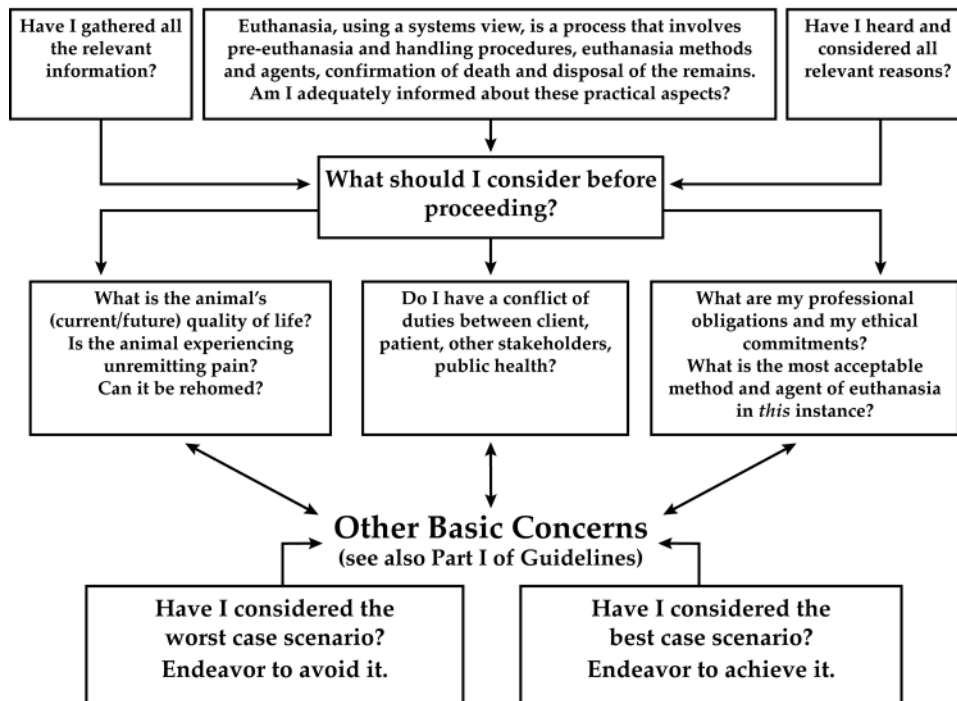 Have I gathered all
the relevant
information?
Euthanasia, using a systems view, is a process that involves
pre-euthanasia and handling procedures, euthanasia methods
and agents, confirmation of death and disposal of the remains.
Am I adequately informed about these practical aspects?
Have I heard and
considered all
relevant reasons?
What should I consider before
proceeding?
What is the animal's
(current/future) quality of life?
Is the animal experiencing
unremitting pain?
Can it be rehomed?
Do I have a conflict of
duties between client,
patient, other stakeholders,
public health?
What are my professional
obligations and my ethical
commitments?
What is the most acceptable
method and agent of euthanasia
in this instance?
Other Basic Concerns
(see also Part I of Guidelines)
Have I considered the
worst case scenario?
Endeavor to avoid it.
Have I considered the
best case scenario?
Endeavor to achieve it.